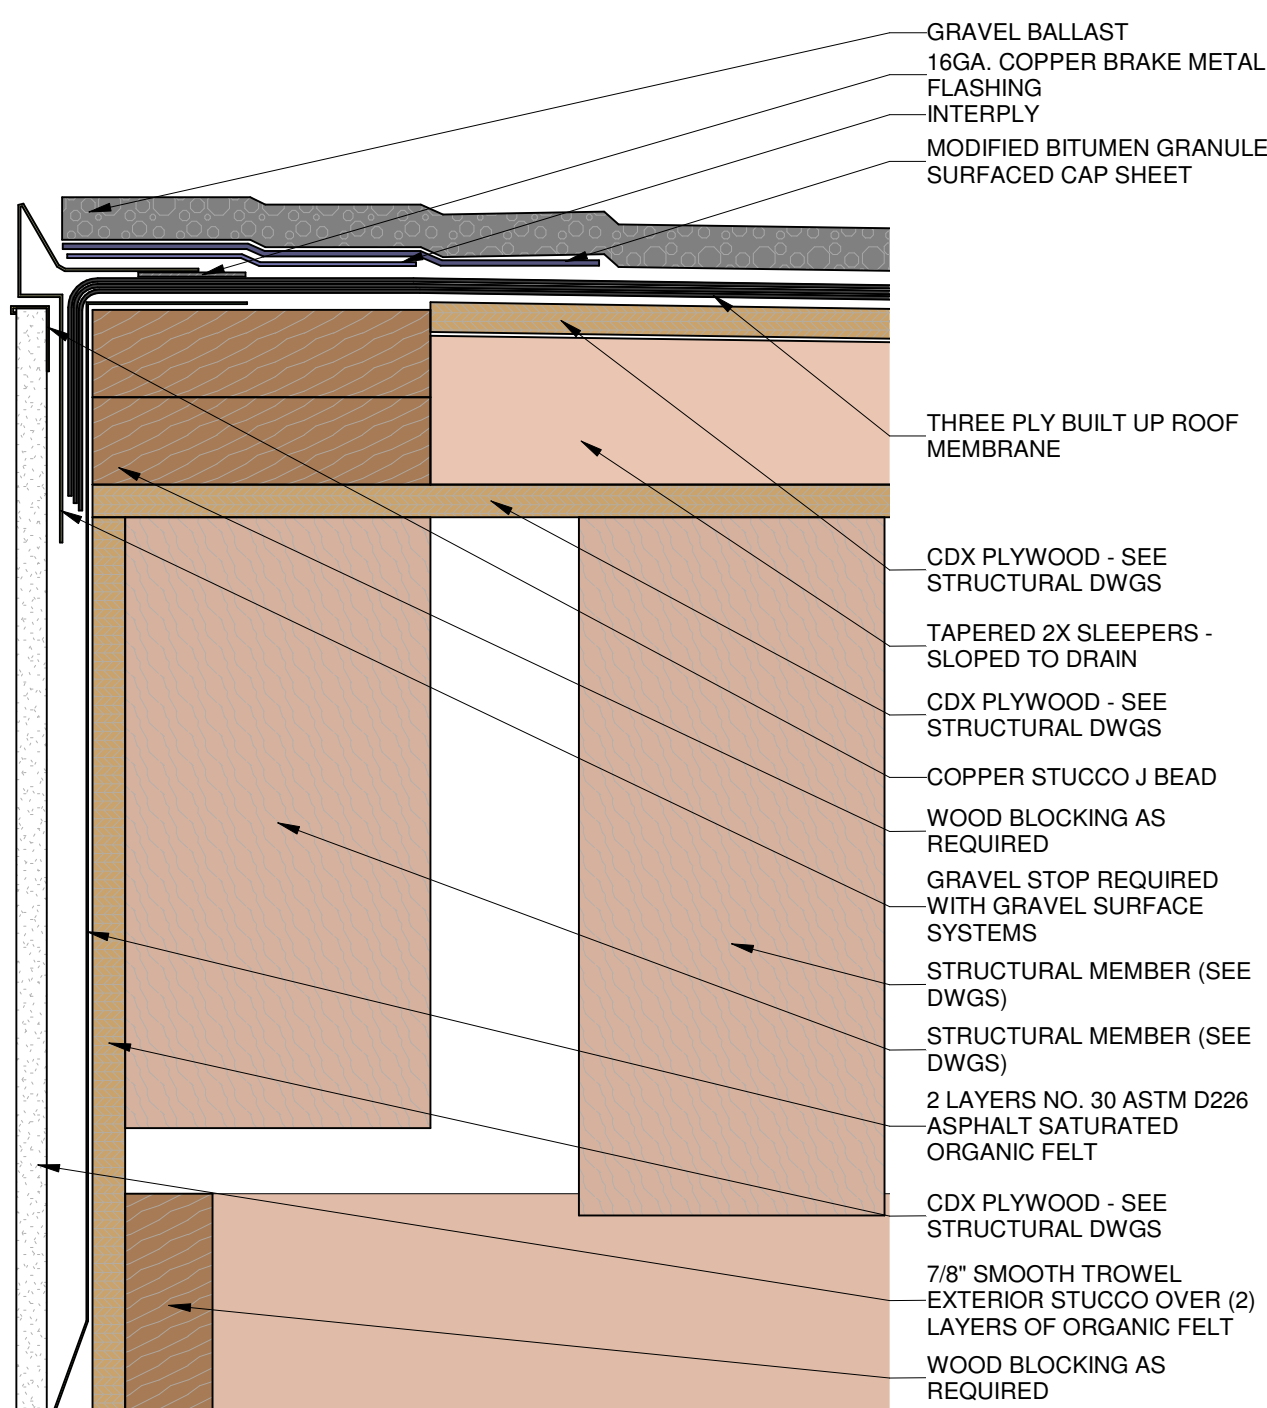 GRAVEL BALLAST
16GA. COPPER BRAKE METAL
FLASHING
INTERPLY
MODIFIED BITUMEN GRANULE
SURFACED CAP SHEET
THREE PLY BUILT UP ROOF
MEMBRANE
CDX PLYWOOD - SEE
STRUCTURAL DWGS
TAPERED 2X SLEEPERS -
SLOPED TO DRAIN
CDX PLYWOOD - SEE
STRUCTURAL DWGS
COPPER STUCCO J BEAD
WOOD BLOCKING AS
REQUIRED
GRAVEL STOP REQUIRED
WITH GRAVEL SURFACE
SYSTEMS
STRUCTURAL MEMBER (SEE
DWGS)
STRUCTURAL MEMBER (SEE
DWGS)
2 LAYERS NO. 30 ASTM D226
ASPHALT SATURATED
ORGANIC FELT
CDX PLYWOOD - SEE
STRUCTURAL DWGS
7/8" SMOOTH TROWEL
EXTERIOR STUCCO OVER (2)
LAYERS OF ORGANIC FELT
WOOD BLOCKING AS
REQUIRED